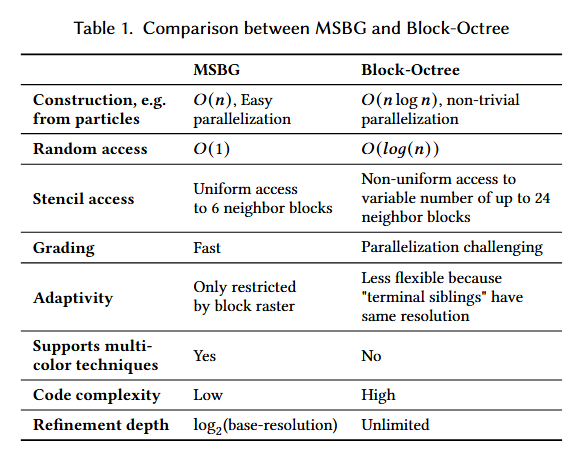 Table 1. Comparison between MSBG and Block-Octree
MSBG Block-Octree
Construction, e.g. from particles O(n), Easy parallelization O(n log n), non-trivial parallelization
Random access O(1) O(log(n))
Stencil access Uniform access to 6 neighbor blocks Non-uniform access to variable number of up to 24 neighbor blocks
Grading Fast Parallelization challenging
Adaptivity Only restricted by block raster Less flexible because "terminal siblings" have same resolution
Supports multi-color techniques Yes No
Code complexity Low High
Refinement depth log₂(base-resolution) Unlimited